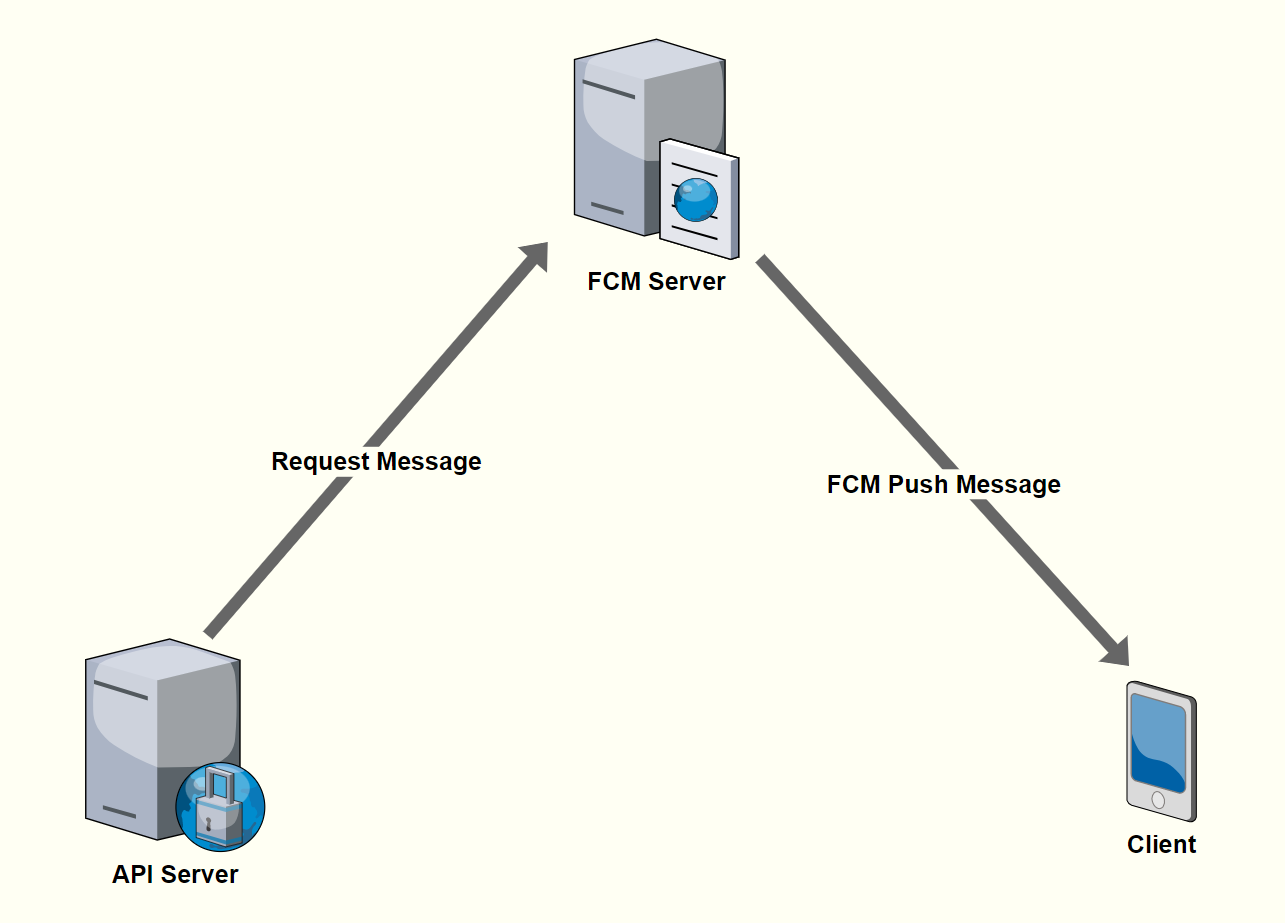 FCM Server
Request Message
FCM Push Message
Client
API Server